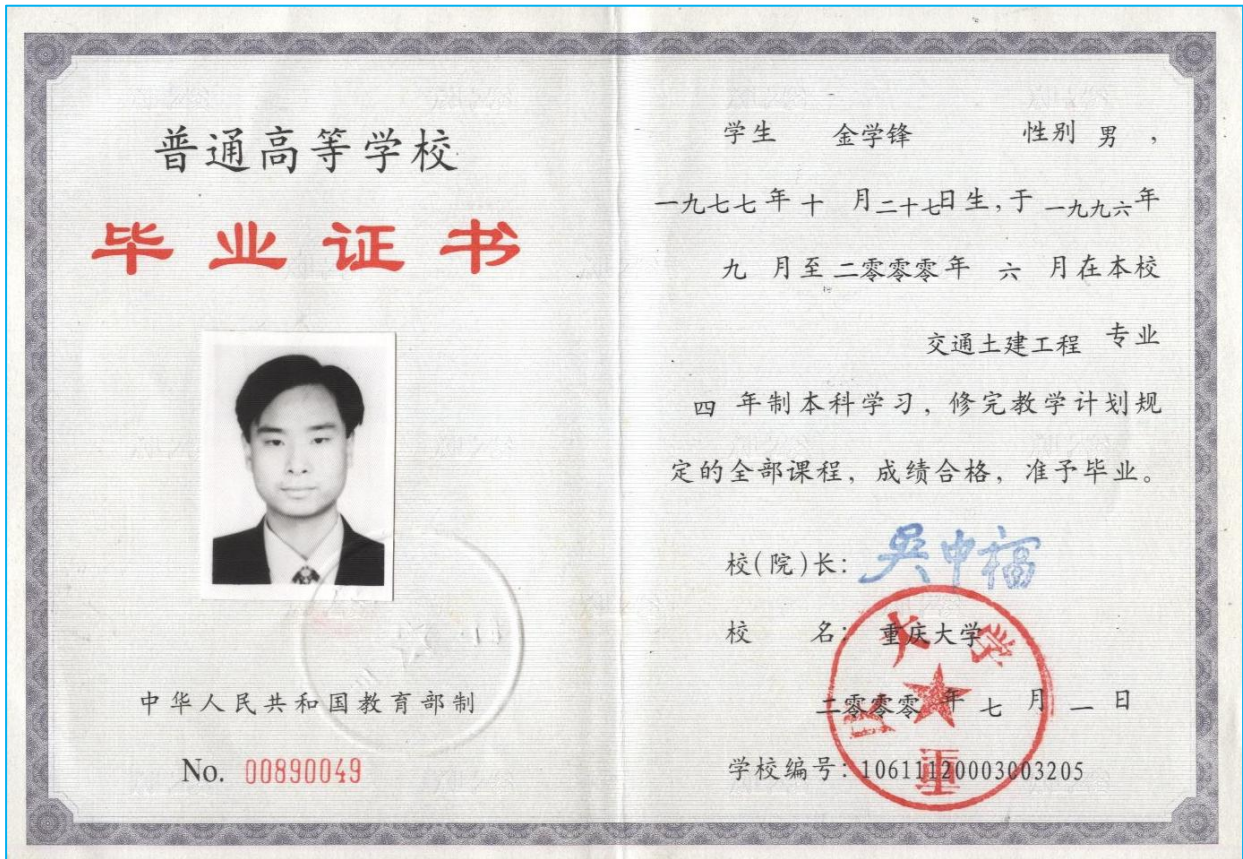 普通高等学校
毕业证书
中华人民共和国教育部制
No. 00890049
学生 金学锋 性别 男，
一九七七年十 月二十七日生,于一九九六年
九 月至二零零零年 六 月在本校
交通土建工程 专业
四 年制本科学习，修完教学计划规
定的全部课程，成绩合格，准予毕业。
校(院)长: 吴中福
校 名: 重庆大学
二零零零年七月一日
学校编号: 10611120003003205
重庆大学